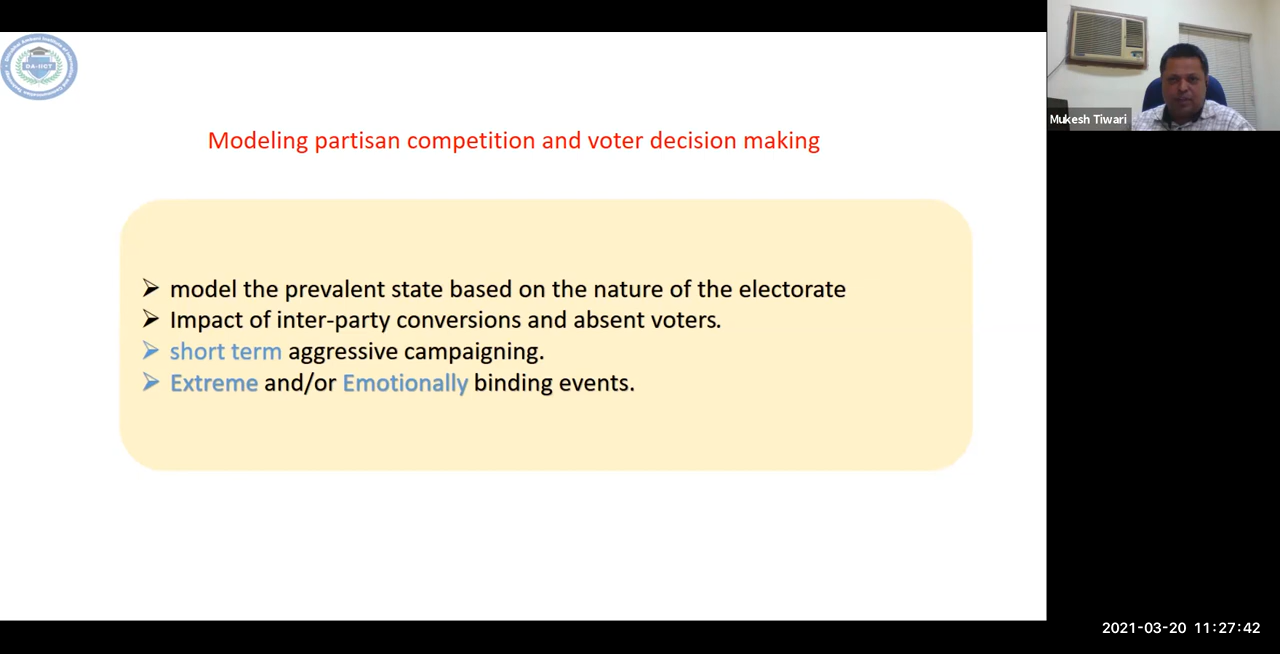 DA-IICT
Modeling partisan competition and voter decision making
➢ model the prevalent state based on the nature of the electorate
➢ Impact of inter-party conversions and absent voters.
➢ short term aggressive campaigning.
➢ Extreme and/or Emotionally binding events.
Mukesh Tiwari
2021-03-20 11:27:42